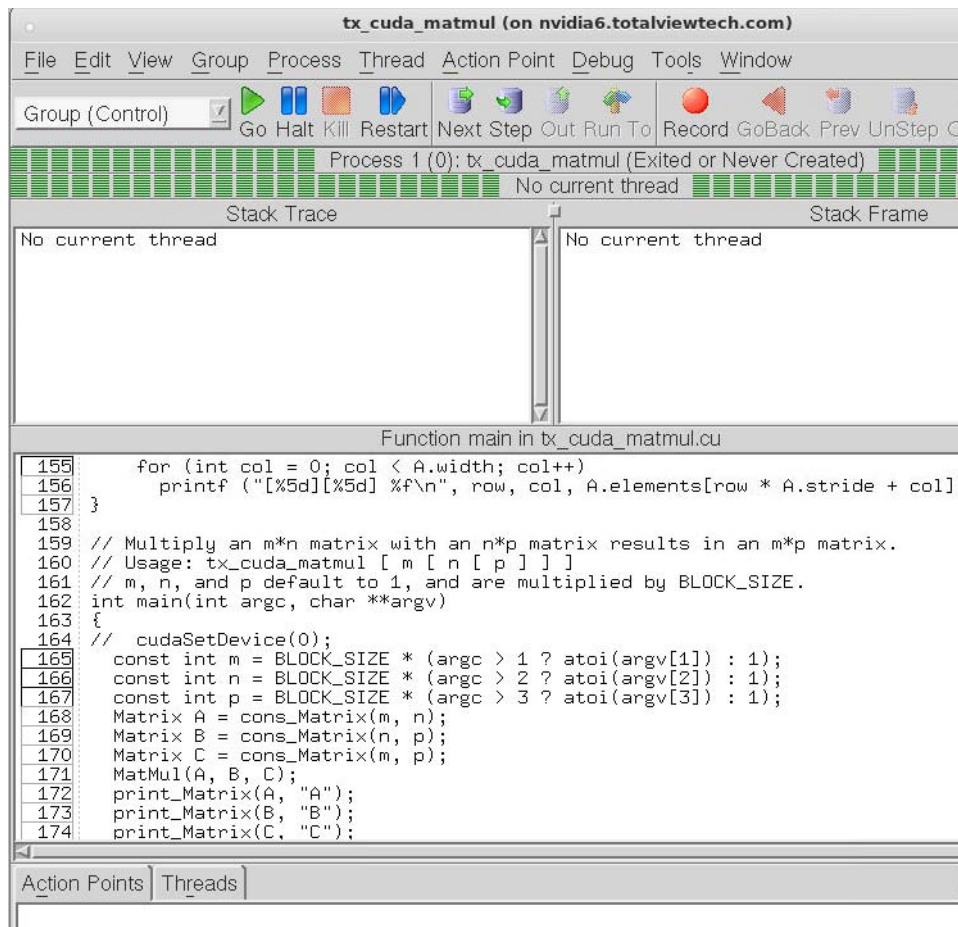 tx_cuda_matmul (on nvidia6.totalviewtech.com)
File Edit View Group Process Thread Action Point Debug Tools Window
Group (Control) Go Halt Kill Restart Next Step Out Run To Record GoBack Prev UnStep C
Process 1 (0): tx_cuda_matmul (Exited or Never Created)
No current thread
Stack Trace Stack Frame
No current thread No current thread
Function main in tx_cuda_matmul.cu
155 for (int col = 0; col < A.width; col++)
156 printf ("[%5d][%5d] %f\n", row, col, A.elements[row * A.stride + col]
157 }
158
159 // Multiply an m*n matrix with an n*p matrix results in an m*p matrix.
160 // Usage: tx_cuda_matmul [ m [ n [ p ] ] ]
161 // m, n, and p default to 1, and are multiplied by BLOCK_SIZE.
162 int main(int argc, char **argv)
163 {
164 // cudaSetDevice(0);
165 const int m = BLOCK_SIZE * (argc > 1 ? atoi(argv[1]) : 1);
166 const int n = BLOCK_SIZE * (argc > 2 ? atoi(argv[2]) : 1);
167 const int p = BLOCK_SIZE * (argc > 3 ? atoi(argv[3]) : 1);
168 Matrix A = cons_Matrix(m, n);
169 Matrix B = cons_Matrix(n, p);
170 Matrix C = cons_Matrix(m, p);
171 MatMul(A, B, C);
172 print_Matrix(A, "A");
173 print_Matrix(B, "B");
174 print_Matrix(C, "C");
Action Points Threads